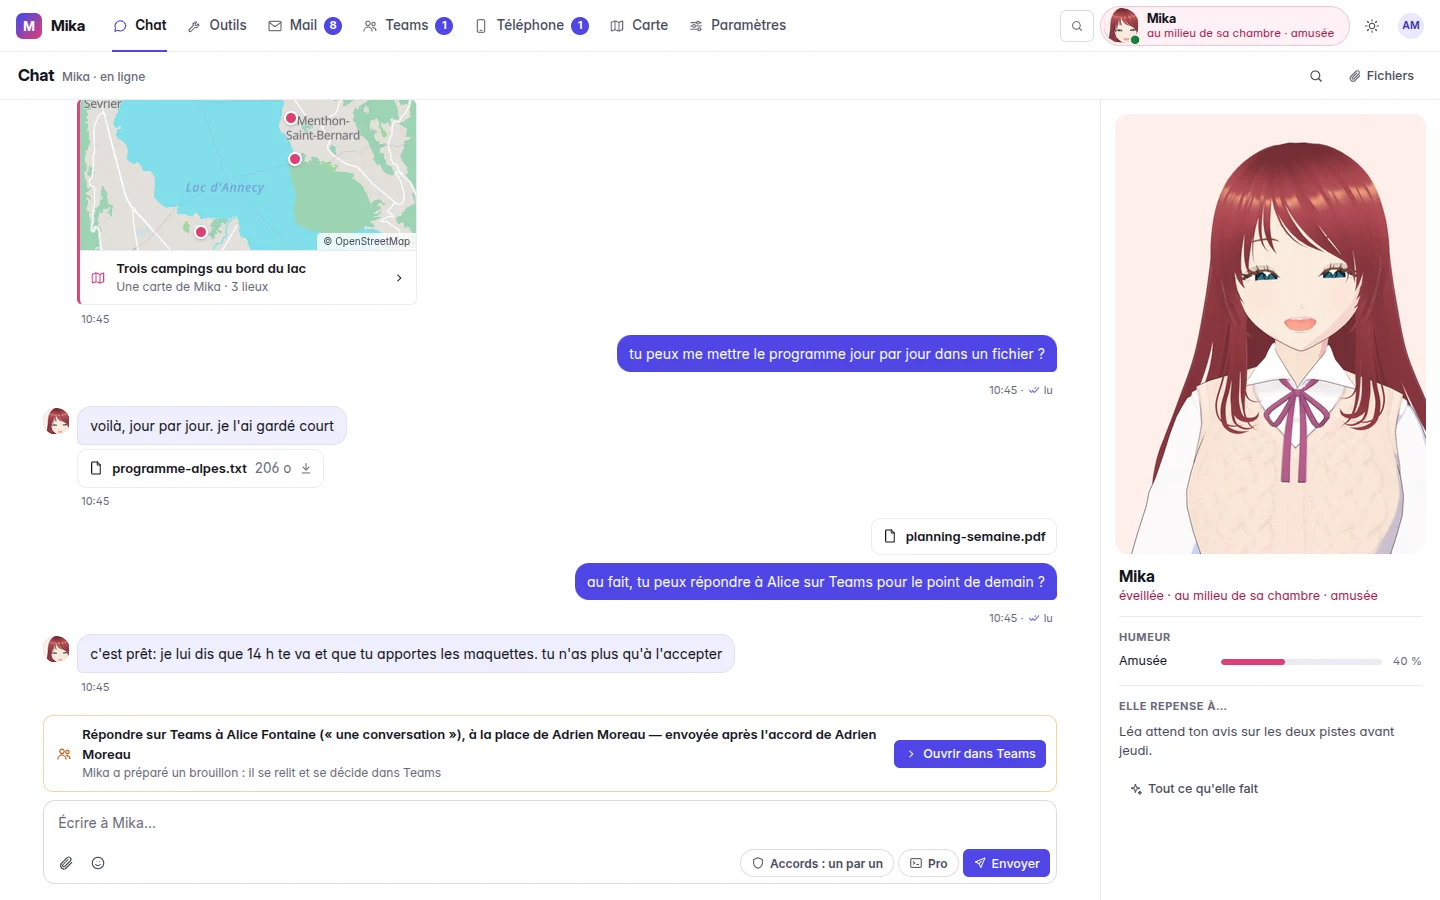 M Mika Chat Outils Mail 8 Teams 1 Téléphone 1 Carte Paramètres
Mika
au milieu de sa chambre · amusée
AM
Chat Mika · en ligne
Fichiers
Sevrier
Menthon-
Saint-Bernard
Lac d'Annecy
© OpenStreetMap
Trois campings au bord du lac
Une carte de Mika · 3 lieux
10:45
tu peux me mettre le programme jour par jour dans un fichier ?
10:45 · lu
voilà, jour par jour. je l'ai gardé court
programme-alpes.txt 206 o
10:45
planning-semaine.pdf
au fait, tu peux répondre à Alice sur Teams pour le point de demain ?
10:45 · lu
c'est prêt: je lui dis que 14 h te va et que tu apportes les maquettes. tu n'as plus qu'à l'accepter
10:45
Répondre sur Teams à Alice Fontaine (« une conversation »), à la place de Adrien Moreau — envoyée après l'accord de Adrien
Moreau
Mika a préparé un brouillon : il se relit et se décide dans Teams
Ouvrir dans Teams
Écrire à Mika...
Accords : un par un
Pro
Envoyer
Mika
éveillée · au milieu de sa chambre · amusée
HUMEUR
Amusée 40 %
ELLE REPENSE À...
Léa attend ton avis sur les deux pistes avant
jeudi.
Tout ce qu'elle fait